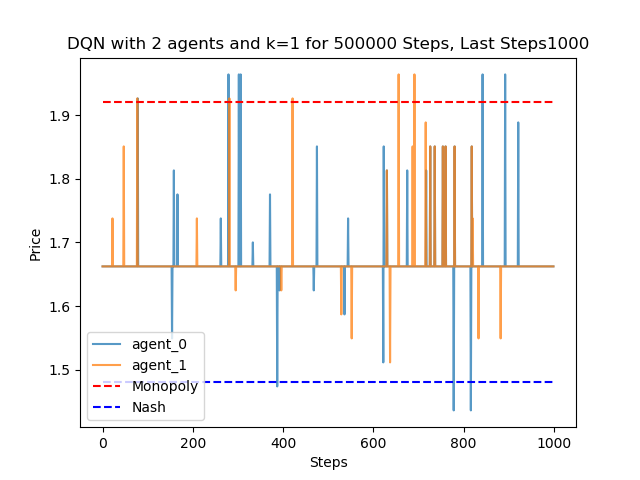 DQN with 2 agents and k=1 for 500000 Steps, Last Steps1000
Price
1.9
1.8
1.7
1.6
1.5
agent_0
agent_1
Monopoly
Nash
0
200
400
600
800
1000
Steps